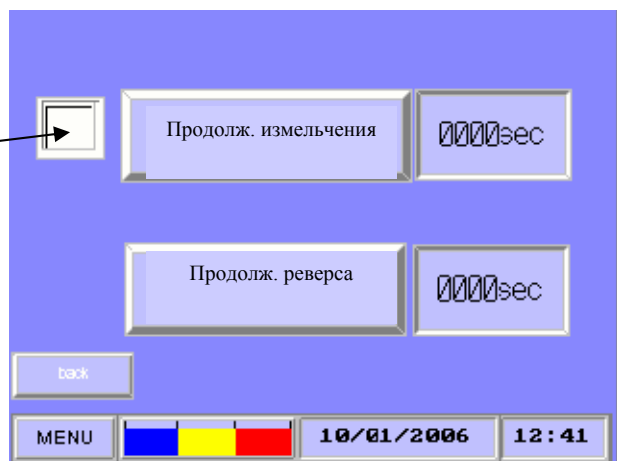 Продолж. измельчения
0000sec
Продолж. реверса
0000sec
back
MENU
10/01/2006
12:41